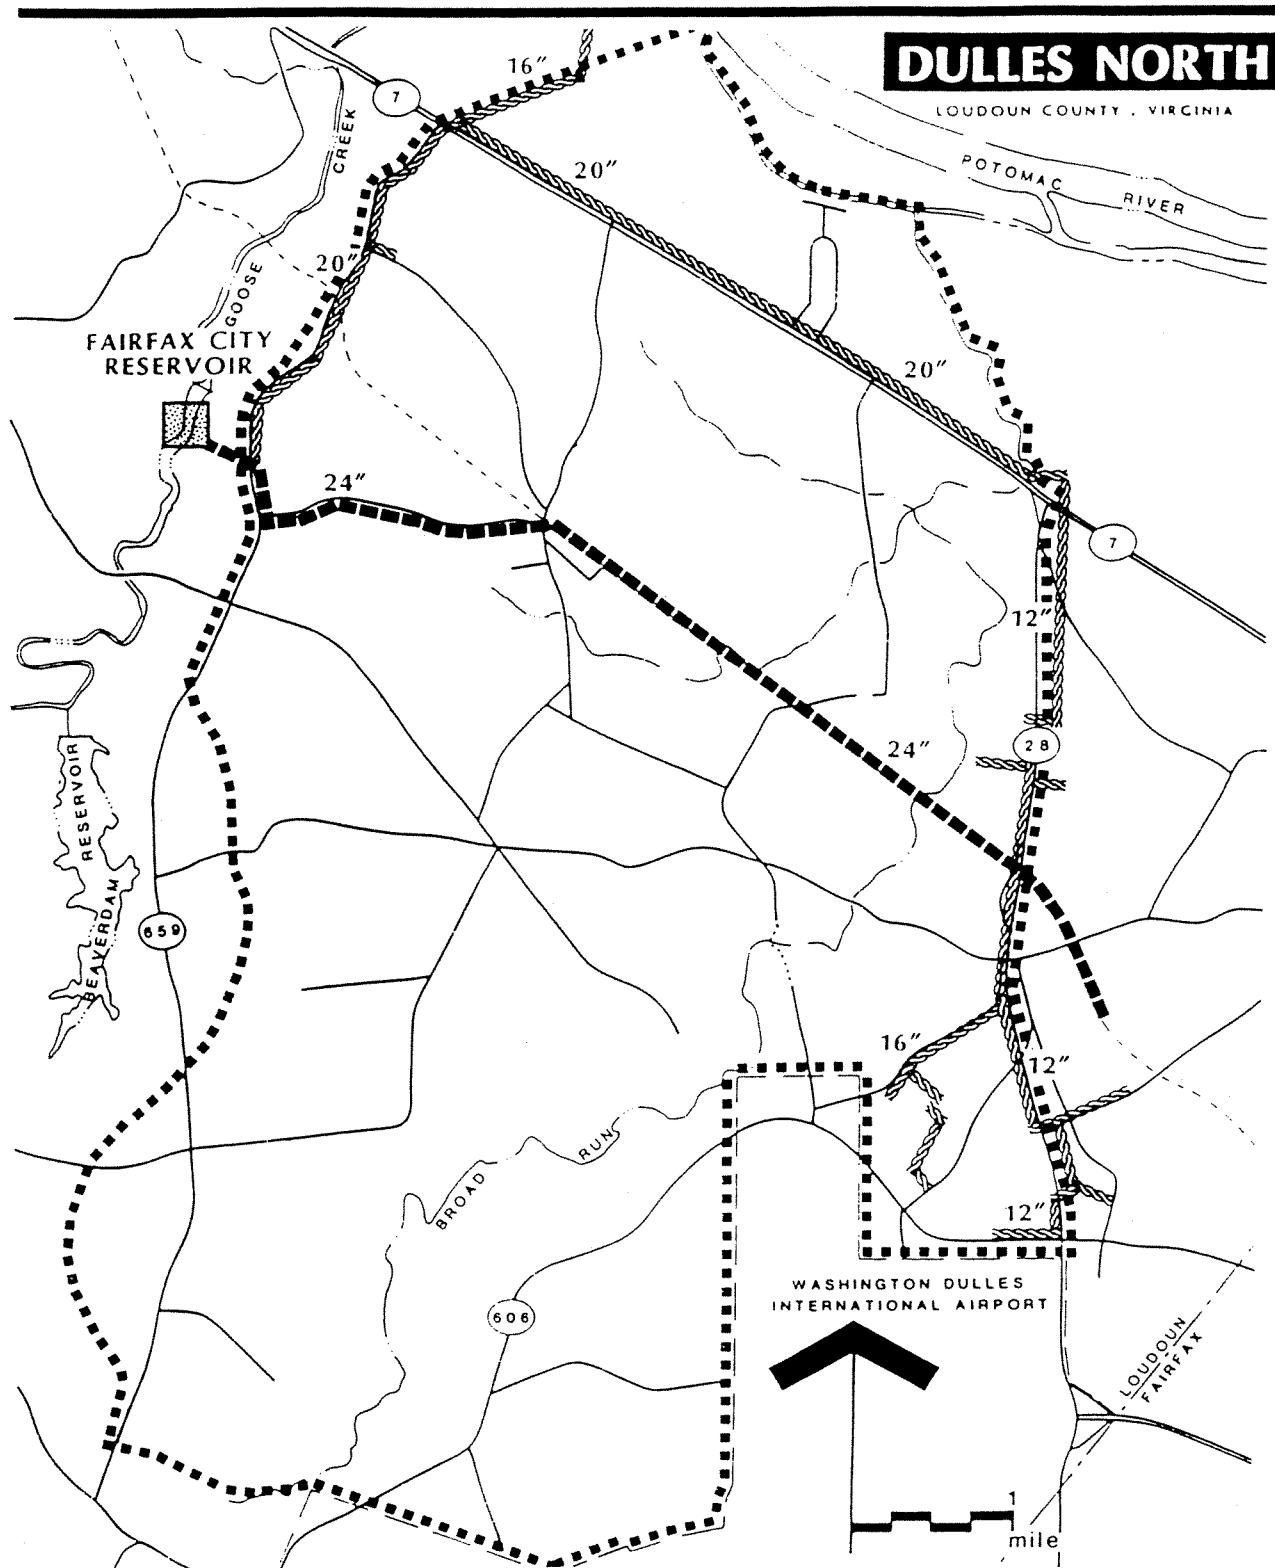 DULLES NORTH
LOUDOUN COUNTY, VIRGINIA
16"
7
CREEK
20"
POTOMAC
RIVER
20"
GOOSE
FAIRFAX CITY
RESERVOIR
20"
24"
7
12"
24"
28
RESERVOIR
BEAVERDAM
659
16"
12"
RUN
BROAD
12"
WASHINGTON DULLES
INTERNATIONAL AIRPORT
606
LOUDOUN
FAIRFAX
1
mile